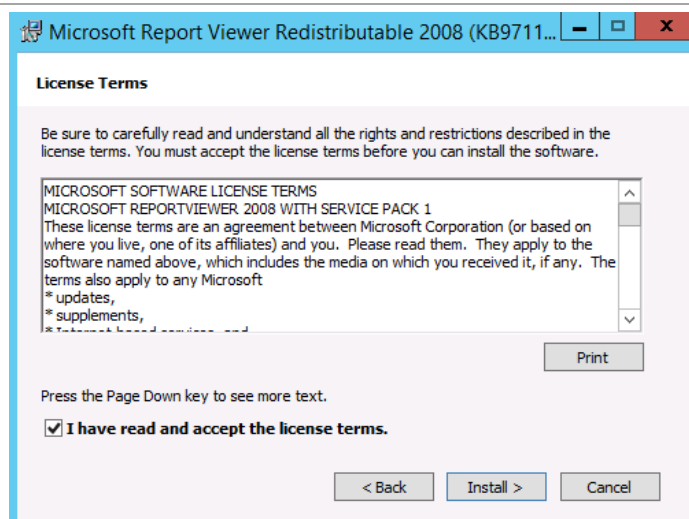 Microsoft Report Viewer Redistributable 2008 (KB9711...
License Terms
Be sure to carefully read and understand all the rights and restrictions described in the
license terms. You must accept the license terms before you can install the software.
MICROSOFT SOFTWARE LICENSE TERMS
MICROSOFT REPORTVIEWER 2008 WITH SERVICE PACK 1
These license terms are an agreement between Microsoft Corporation (or based on
where you live, one of its affiliates) and you.  Please read them.  They apply to the
software named above, which includes the media on which you received it, if any.  The
terms also apply to any Microsoft
* updates,
* supplements,
* Internet-based services, and
Print
Press the Page Down key to see more text.
I have read and accept the license terms.
< Back
Install >
Cancel